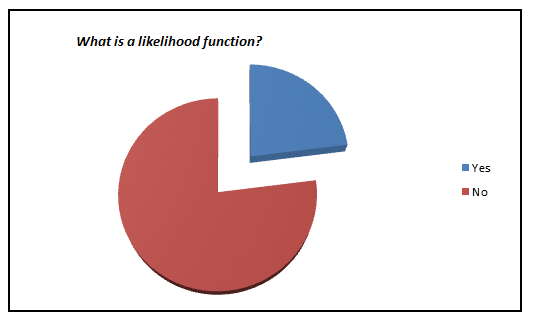 What is a likelihood function?
Yes
No